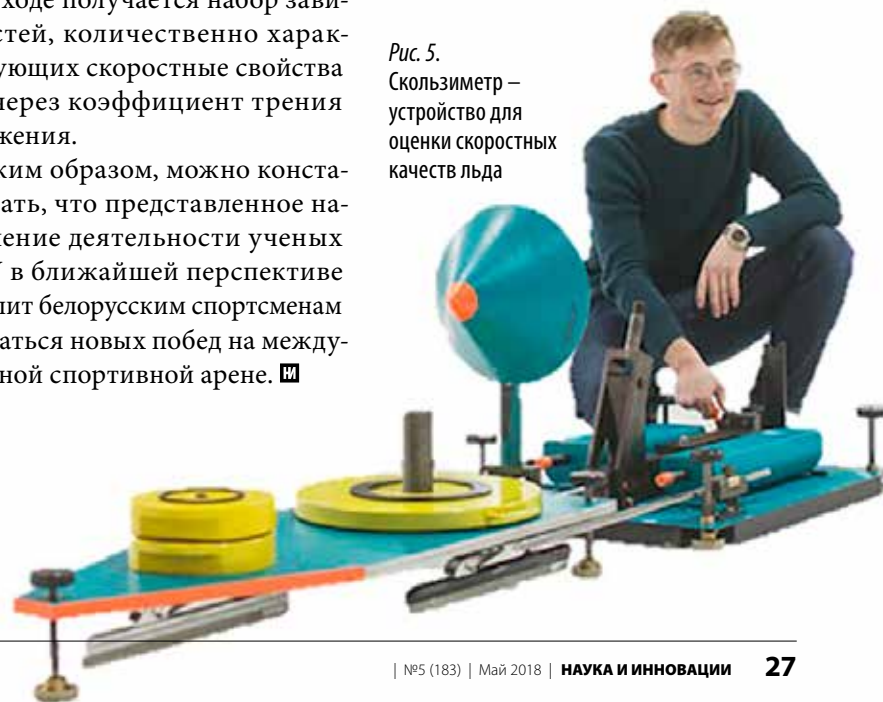 ходе получается набор зави-
стей, количественно харак-
ующих скоростные свойства
через коэффициент трения
жения.
ким образом, можно конста-
ать, что представленное на-
ение деятельности ученых
в ближайшей перспективе
лит белорусским спортсменам
аться новых побед на между-
ной спортивной арене. НИ
Рис. 5.
Скользиметр –
устройство для
оценки скоростных
качеств льда
| №5 (183) | Май 2018 | НАУКА И ИННОВАЦИИ 27